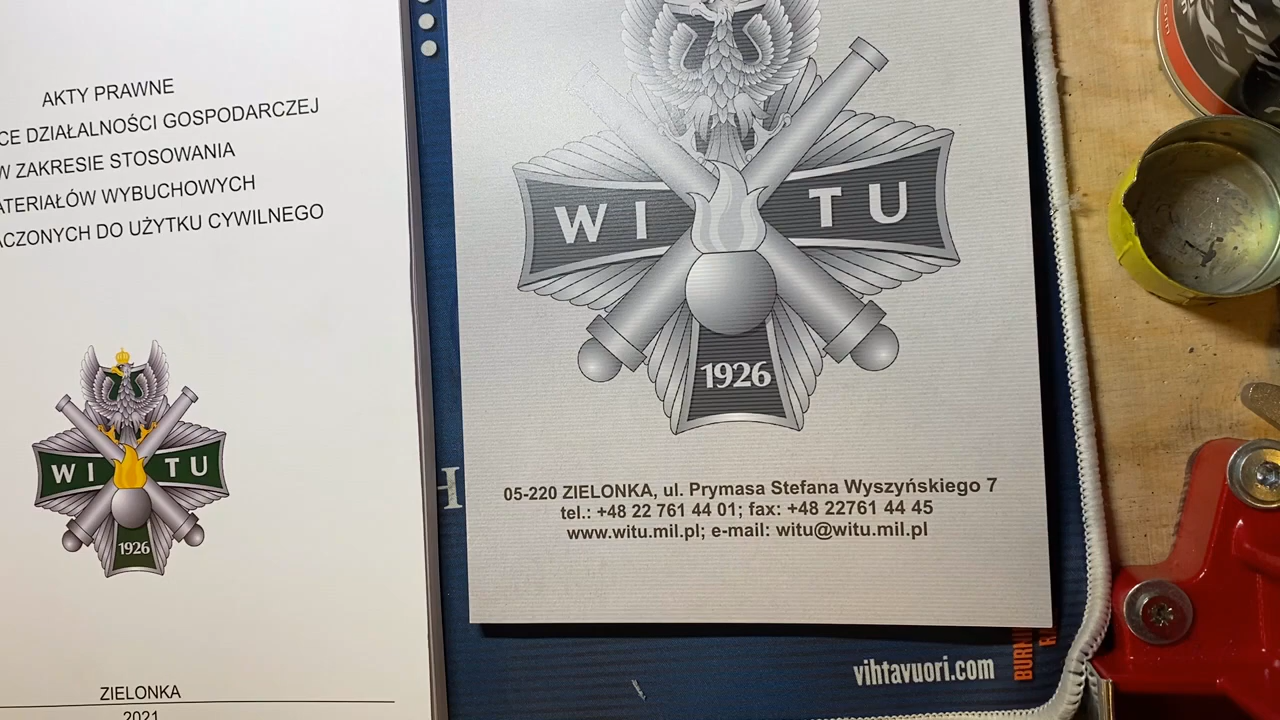 AKTY PRAWNE
CE DZIAŁALNOŚCI GOSPODARCZEJ
W ZAKRESIE STOSOWANIA
ATERIAŁÓW WYBUCHOWYCH
ACZONYCH DO UŻYTKU CYWILNEGO
WI TU
1926
ZIELONKA
2021
WI TU
1926
05-220 ZIELONKA, ul. Prymasa Stefana Wyszyńskiego 7
tel.: +48 22 761 44 01; fax: +48 22761 44 45
www.witu.mil.pl; e-mail: witu@witu.mil.pl
H
vihtavuori.com
BURN